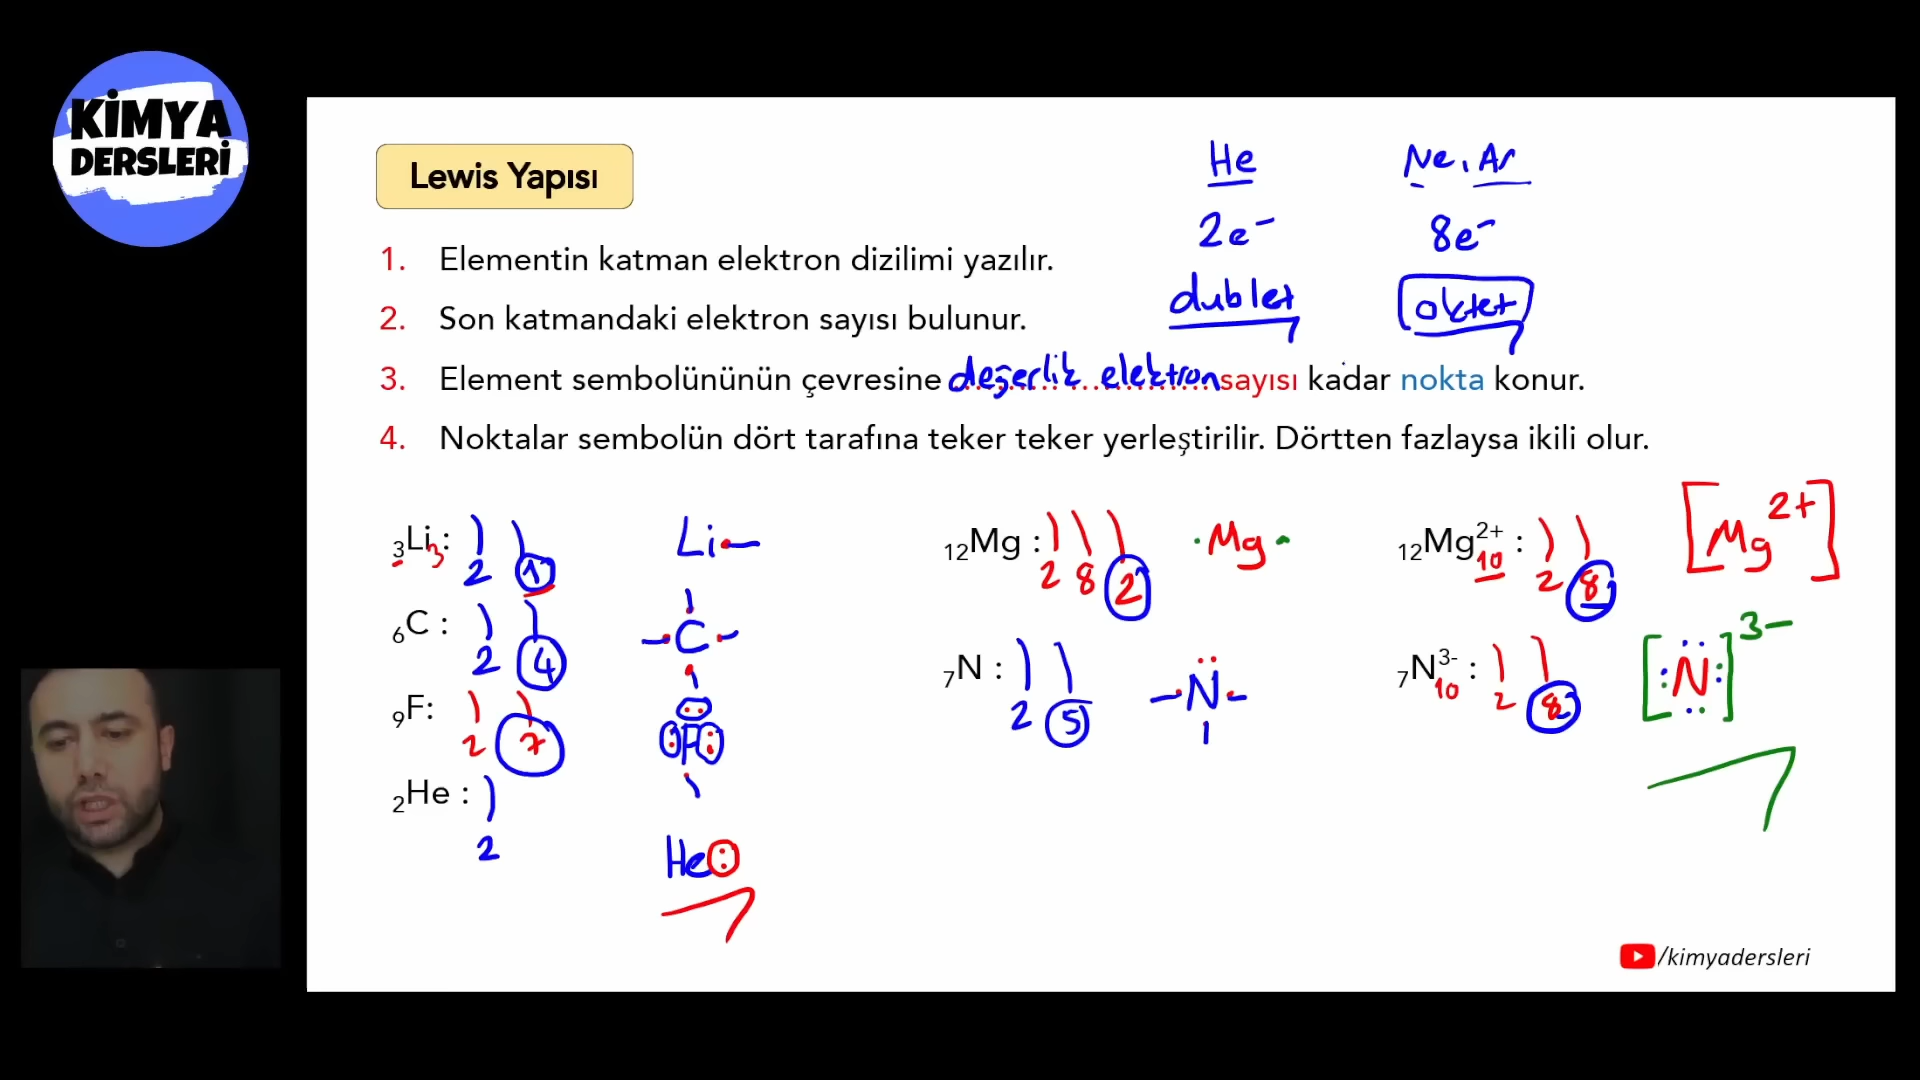 KİMYA
DERSLERİ
Lewis Yapısı
He
Ne, Ar
2e⁻
8e⁻
dublet
oktet
1. Elementin katman elektron dizilimi yazılır.
2. Son katmandaki elektron sayısı bulunur.
3. Element sembolününün çevresine değerlik elektron sayısı kadar nokta konur.
4. Noktalar sembolün dört tarafına teker teker yerleştirilir. Dörtten fazlaysa ikili olur.
₃Li : 3 ) ) Li
2 1
₆C : ) ) C
2 4
₉F: ) ) F
2 7
₂He : )
2
He
₁₂Mg : ) ) ) Mg
2 8 2
₇N : ) ) N
2 5
₁₂Mg²⁺ : ) ) [Mg²⁺]
10 2 8
₇N³⁻ : ) ) [N]³⁻
10 2 8
/kimyadersleri